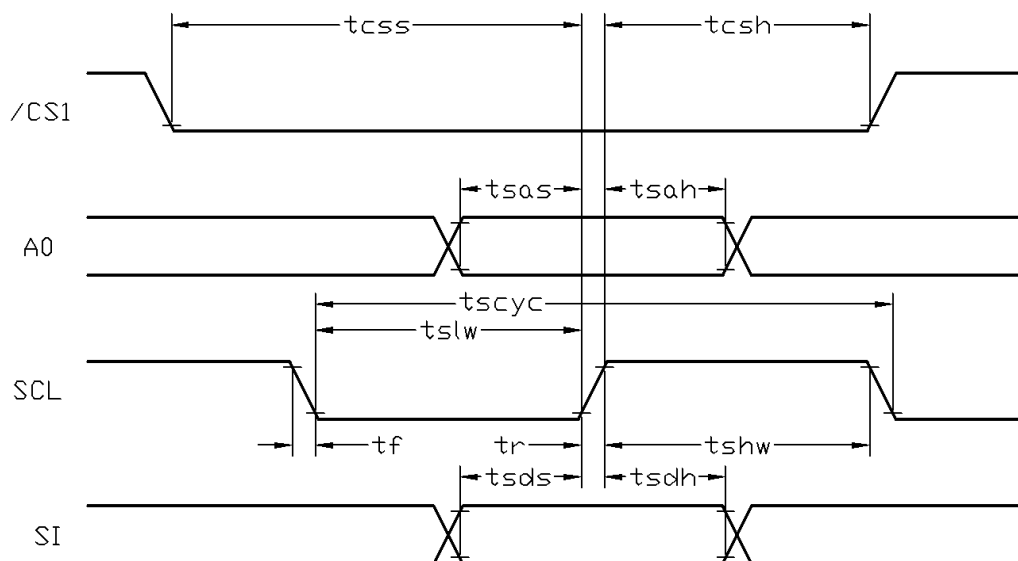 tcss tcsh
/CS1
tsas tsah
A0
tscyc
tslw
SCL
tf tr tshw
tsds tsdh
SI